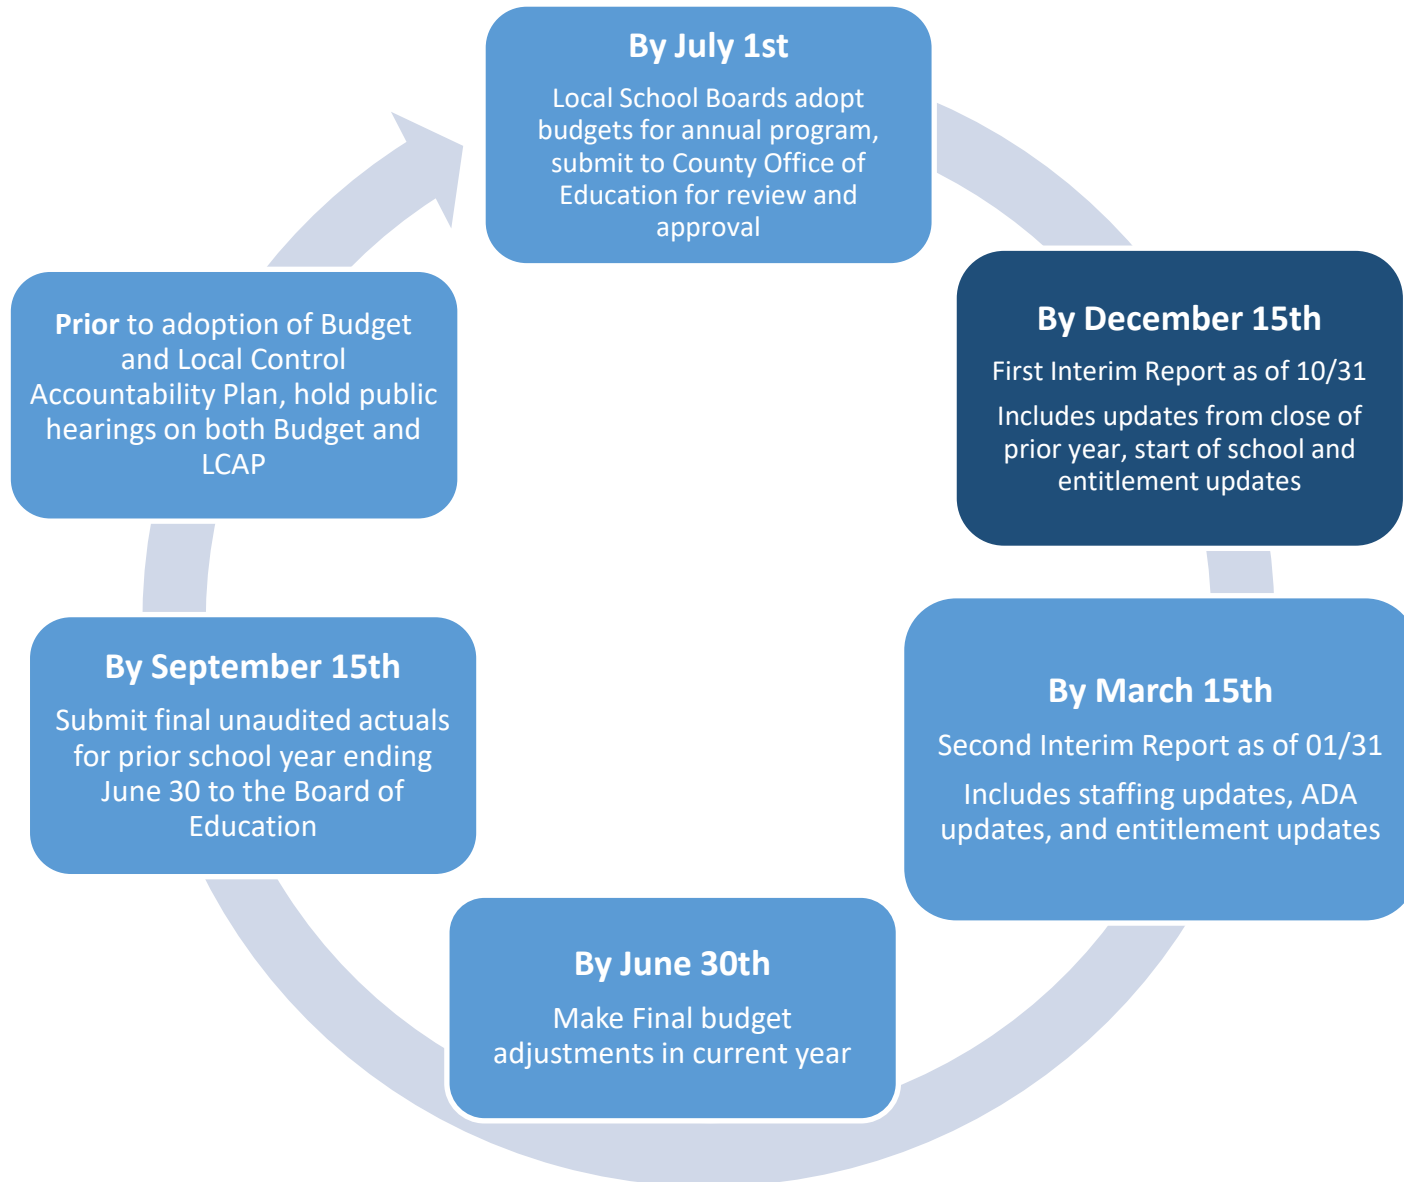 By July 1st
Local School Boards adopt
budgets for annual program,
submit to County Office of
Education for review and
approval
By December 15th
First Interim Report as of 10/31
Includes updates from close of
prior year, start of school and
entitlement updates
By March 15th
Second Interim Report as of 01/31
Includes staffing updates, ADA
updates, and entitlement updates
By June 30th
Make Final budget
adjustments in current year
By September 15th
Submit final unaudited actuals
for prior school year ending
June 30 to the Board of
Education
Prior to adoption of Budget
and Local Control
Accountability Plan, hold public
hearings on both Budget and
LCAP